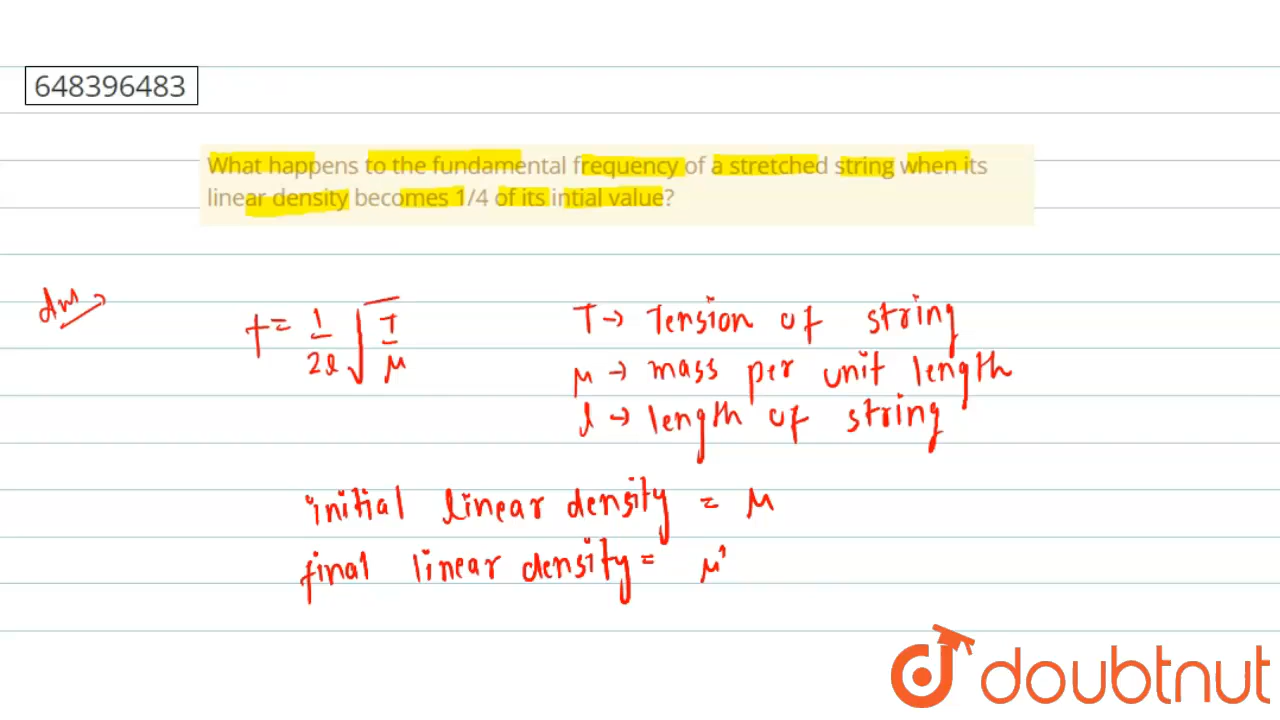 648396483
What happens to the fundamental frequency of a stretched string when its
linear density becomes 1/4 of its intial value?
Ans →
f = 1/2l √T/μ
T → Tension of string
μ → mass per unit length
l → length of string
initial linear density = μ
final linear density = μ'
doubtnut